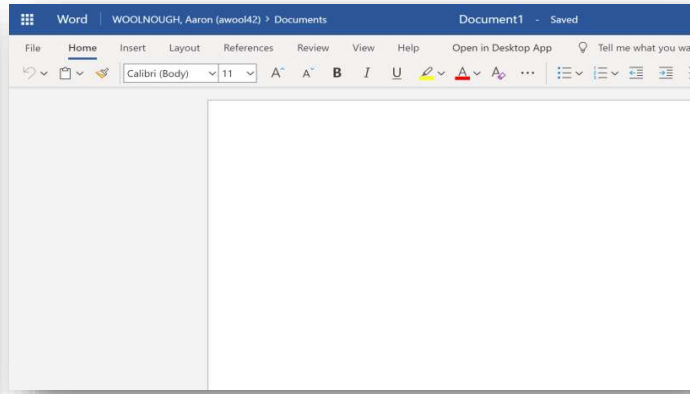 Word WOOLNOUGH, Aaron (awool42) > Documents Document1 - Saved
File Home Insert Layout References Review View Help Open in Desktop App Tell me what you wa
Calibri (Body) 11 A A B I U A A ...